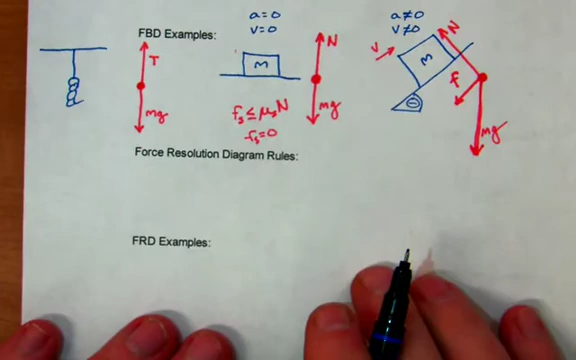 a=0
v=0
a≠0
v≠0
FBD Examples:
T
mg
m
N
mg
fs ≤ μsN
fs=0
v
m
N
f
θ
mg
Force Resolution Diagram Rules:
FRD Examples: